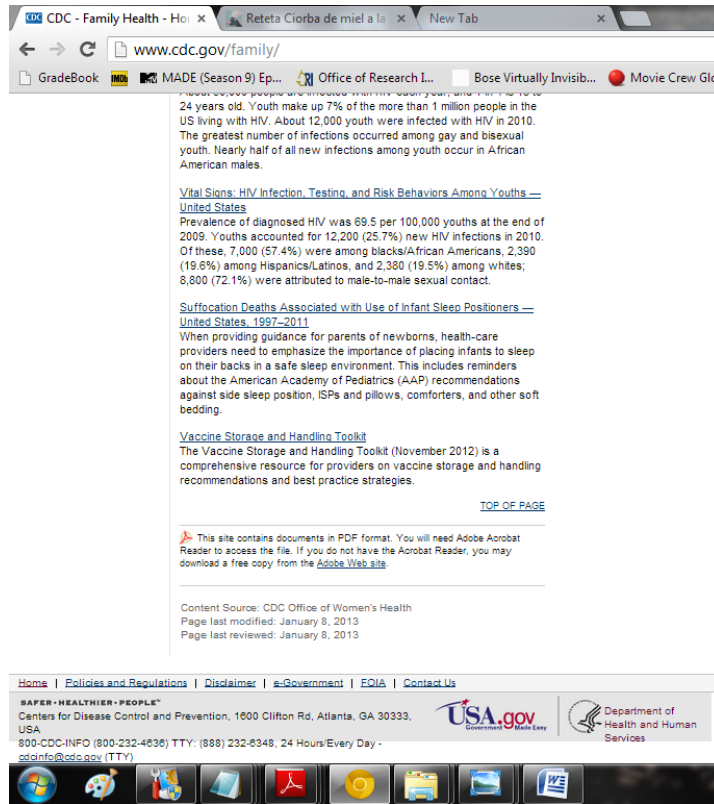 CDC - Family Health - Ho
Reteta Ciorba de miel a la
New Tab
www.cdc.gov/family/
GradeBook
IMDb
MADE (Season 9) Ep...
Office of Research I...
Bose Virtually Invisib...
Movie Crew Glo
24 years old. Youth make up 7% of the more than 1 million people in the
US living with HIV. About 12,000 youth were infected with HIV in 2010.
The greatest number of infections occurred among gay and bisexual
youth. Nearly half of all new infections among youth occur in African
American males.
Vital Signs: HIV Infection, Testing, and Risk Behaviors Among Youths —
United States
Prevalence of diagnosed HIV was 69.5 per 100,000 youths at the end of
2009. Youths accounted for 12,200 (25.7%) new HIV infections in 2010.
Of these, 7,000 (57.4%) were among blacks/African Americans, 2,390
(19.6%) among Hispanics/Latinos, and 2,380 (19.5%) among whites;
8,800 (72.1%) were attributed to male-to-male sexual contact.
Suffocation Deaths Associated with Use of Infant Sleep Positioners —
United States, 1997–2011
When providing guidance for parents of newborns, health-care
providers need to emphasize the importance of placing infants to sleep
on their backs in a safe sleep environment. This includes reminders
about the American Academy of Pediatrics (AAP) recommendations
against side sleep position, ISPs and pillows, comforters, and other soft
bedding.
Vaccine Storage and Handling Toolkit
The Vaccine Storage and Handling Toolkit (November 2012) is a
comprehensive resource for providers on vaccine storage and handling
recommendations and best practice strategies.
TOP OF PAGE
This site contains documents in PDF format. You will need Adobe Acrobat
Reader to access the file. If you do not have the Acrobat Reader, you may
download a free copy from the Adobe Web site.
Content Source: CDC Office of Women's Health
Page last modified: January 8, 2013
Page last reviewed: January 8, 2013
Home | Policies and Regulations | Disclaimer | e-Government | FOIA | Contact Us
SAFER·HEALTHIER·PEOPLE™
Centers for Disease Control and Prevention, 1600 Clifton Rd, Atlanta, GA 30333,
USA
800-CDC-INFO (800-232-4636) TTY: (888) 232-6348, 24 Hours/Every Day -
cdcinfo@cdc.gov (TTY)
USA.gov
Government Made Easy
Department of
Health and Human
Services